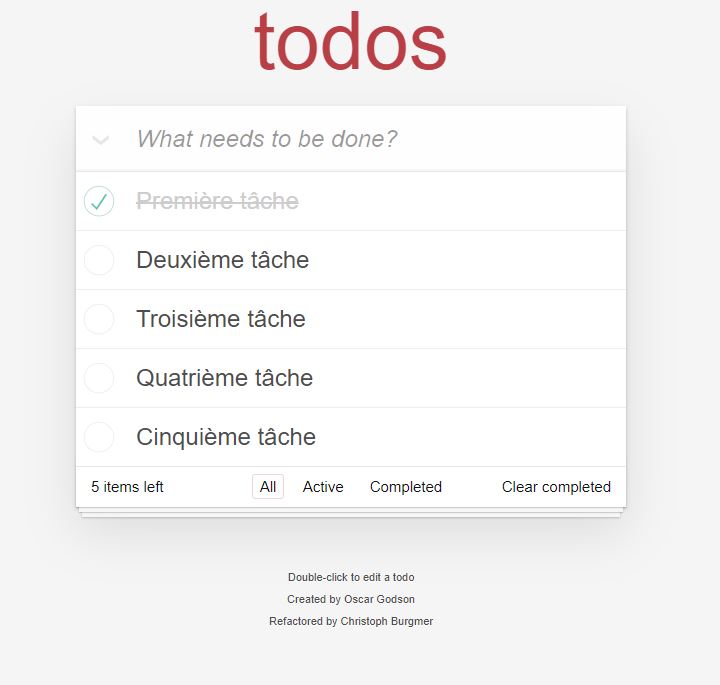 todos
What needs to be done?
Première tâche
Deuxième tâche
Troisième tâche
Quatrième tâche
Cinquième tâche
5 items left All Active Completed Clear completed
Double-click to edit a todo
Created by Oscar Godson
Refactored by Christoph Burgmer